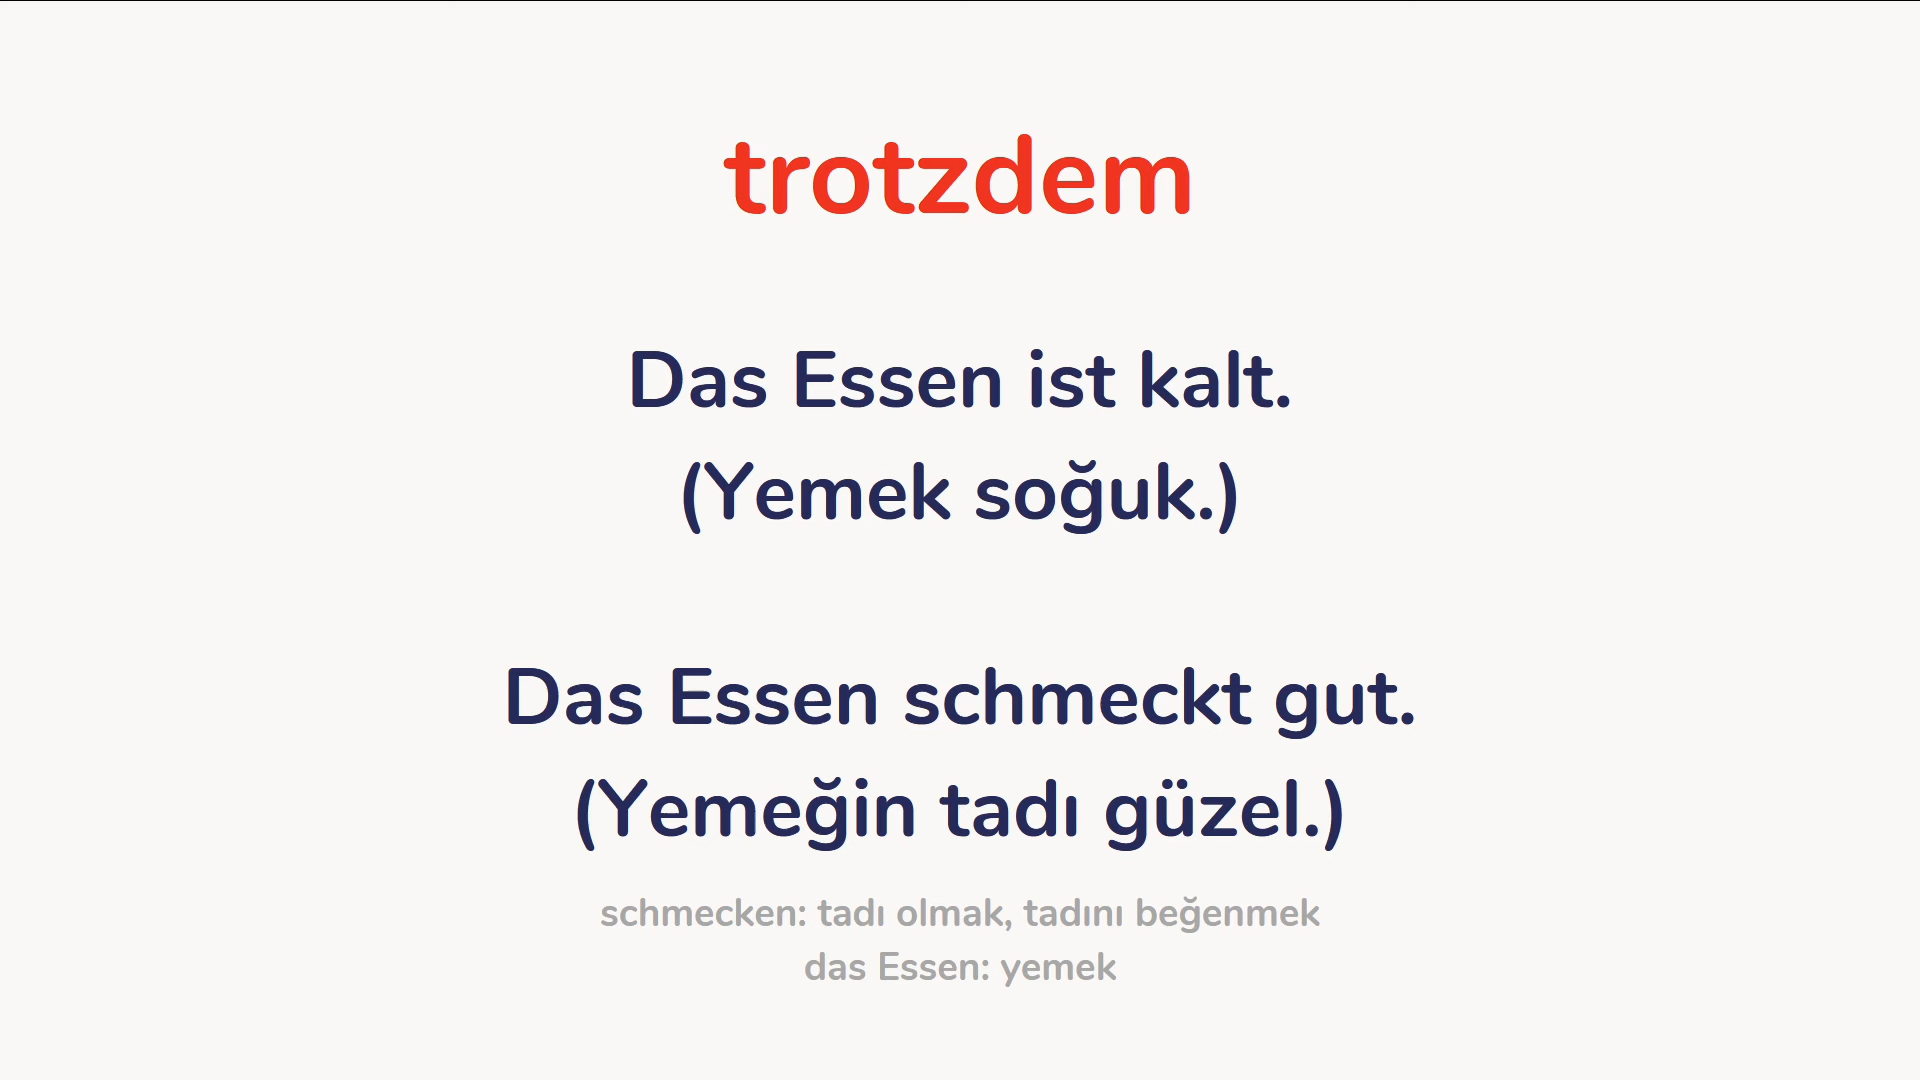 trotzdem
Das Essen ist kalt.
(Yemek soğuk.)
Das Essen schmeckt gut.
(Yemeğin tadı güzel.)
schmecken: tadı olmak, tadını beğenmek
das Essen: yemek